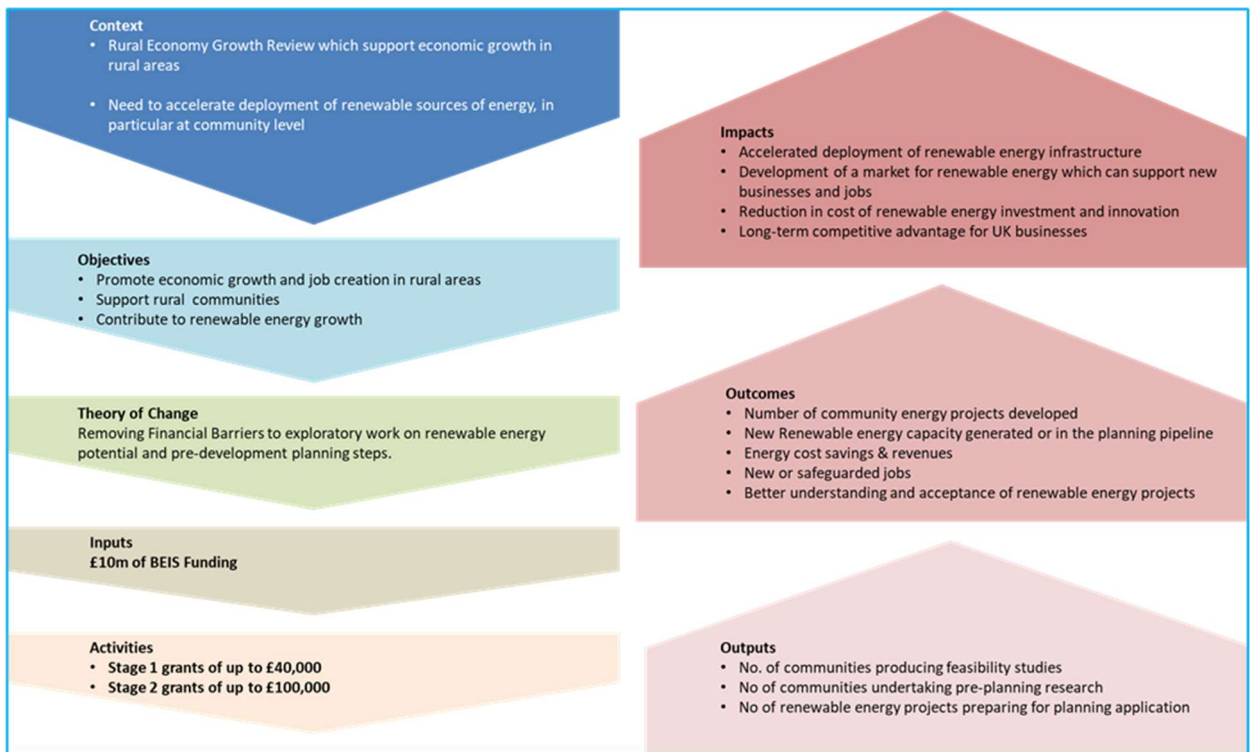 Context
• Rural Economy Growth Review which support economic growth in
rural areas
• Need to accelerate deployment of renewable sources of energy, in
particular at community level
Objectives
• Promote economic growth and job creation in rural areas
• Support rural communities
• Contribute to renewable energy growth
Theory of Change
Removing Financial Barriers to exploratory work on renewable energy
potential and pre-development planning steps.
Inputs
£10m of BEIS Funding
Activities
• Stage 1 grants of up to £40,000
• Stage 2 grants of up to £100,000
Outputs
• No. of communities producing feasibility studies
• No of communities undertaking pre-planning research
• No of renewable energy projects preparing for planning application
Outcomes
• Number of community energy projects developed
• New Renewable energy capacity generated or in the planning pipeline
• Energy cost savings & revenues
• New or safeguarded jobs
• Better understanding and acceptance of renewable energy projects
Impacts
• Accelerated deployment of renewable energy infrastructure
• Development of a market for renewable energy which can support new
businesses and jobs
• Reduction in cost of renewable energy investment and innovation
• Long-term competitive advantage for UK businesses